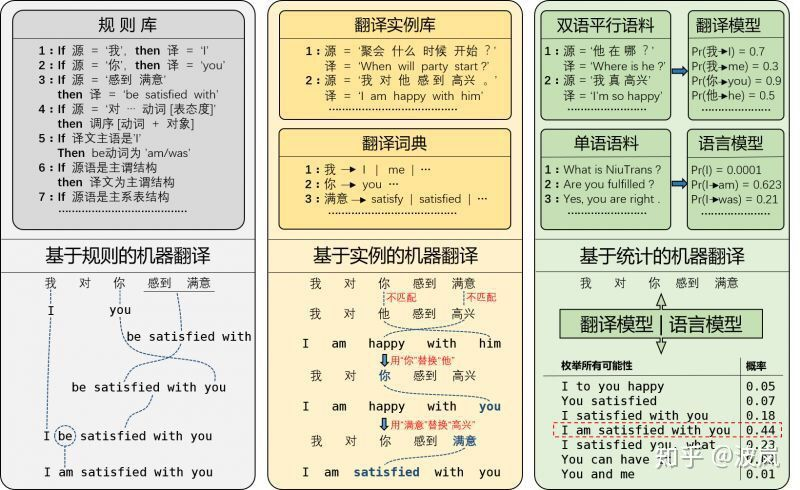 规则库
1:If 源 = ‘我’, then 译 = ‘I’
2:If 源 = ‘你’, then 译 = ‘you’
3:If 源 = ‘感到 满意’
then 译 = ‘be satisfied with’
4:If 源 = ‘对 … 动词 [表态度]’
then 调序 [动词 + 对象]
5:If 译文主语是‘I’
Then be动词为 ‘am/was’
6:If 源语是主谓结构
then 译文为主谓结构
7:If 源语是主系表结构
基于规则的机器翻译
我 对 你 感到 满意
I you
be satisfied with
be satisfied with you
I be satisfied with you
I am satisfied with you
翻译实例库
1:源 = ‘聚会 什么 时候 开始 ?’
译 = ‘When will party start?’
2:源 = ‘我 对 他 感到 高兴 。’
译 = ‘I am happy with him’
翻译词典
1:我 → I | me | …
2:你 → you …
3:满意 → satisfy | satisfied | …
基于实例的机器翻译
我 对 你 感到 满意
不匹配 不匹配
我 对 他 感到 高兴
I am happy with him
用“你”替换“他”
我 对 你 感到 高兴
I am happy with you
用“满意”替换“高兴”
我 对 你 感到 满意
I am satisfied with you
双语平行语料
1:源 = ‘他 在 哪 ?’
译 = ‘Where is he ?’
2:源 = ‘我 真 高兴’
译 = ‘I'm so happy’
翻译模型
Pr(我→I) = 0.7
Pr(我→me) = 0.3
Pr(你→you) = 0.9
Pr(他→he) = 0.5
单语语料
1:What is NiuTrans ?
2:Are you fulfilled ?
3:Yes, you are right .
语言模型
Pr(I) = 0.0001
Pr(I→am) = 0.623
Pr(I→was) = 0.21
基于统计的机器翻译
我 对 你 感到 满意
翻译模型 | 语言模型
枚举所有可能性 概率
I to you happy 0.05
You satisfied 0.07
I satisfied with you 0.18
I am satisfied with you 0.44
I satisfied you, what 0.23
You can have it 0.02
You and me 0.01
知乎 @波岚